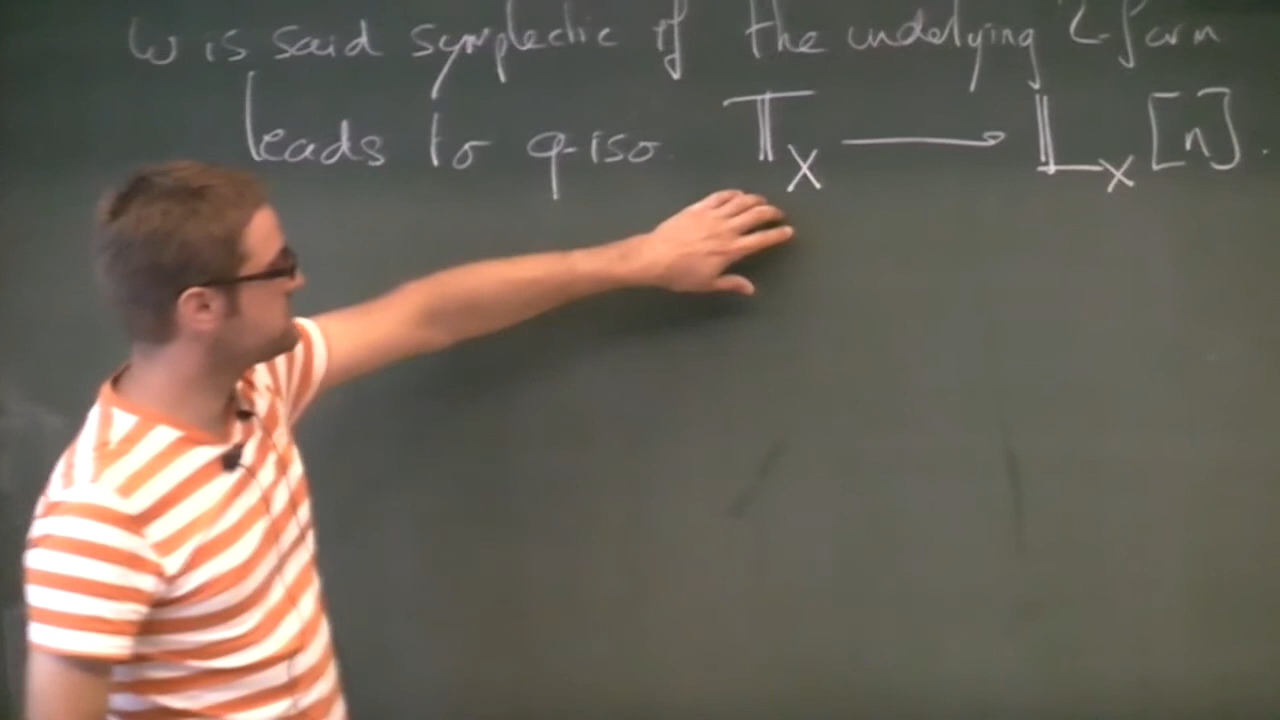 ω is said symplectic if the underlying 2-form
leads to q-iso. 𝕋_X ⟶ 𝕃_X [n].